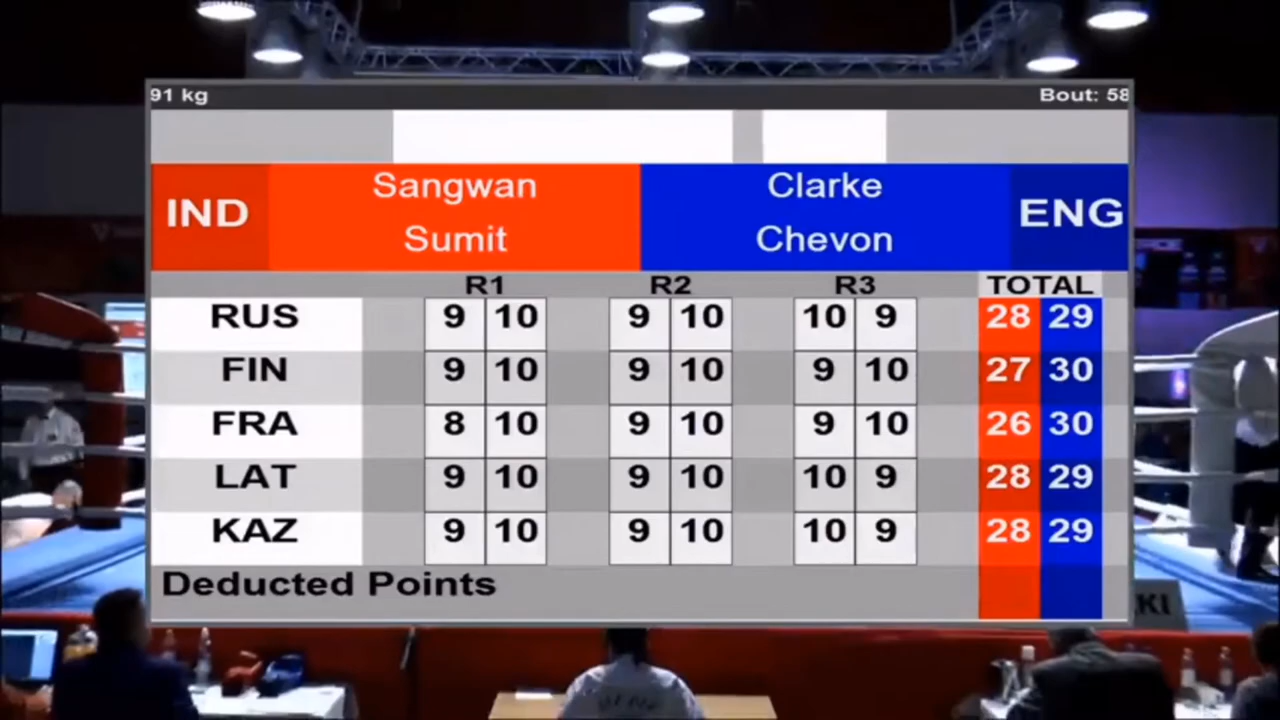 91 kg Bout: 58
IND Sangwan Sumit Clarke Chevon ENG
R1 R2 R3 TOTAL
RUS 9 10 9 10 10 9 28 29
FIN 9 10 9 10 9 10 27 30
FRA 8 10 9 10 9 10 26 30
LAT 9 10 9 10 10 9 28 29
KAZ 9 10 9 10 10 9 28 29
Deducted Points
KI